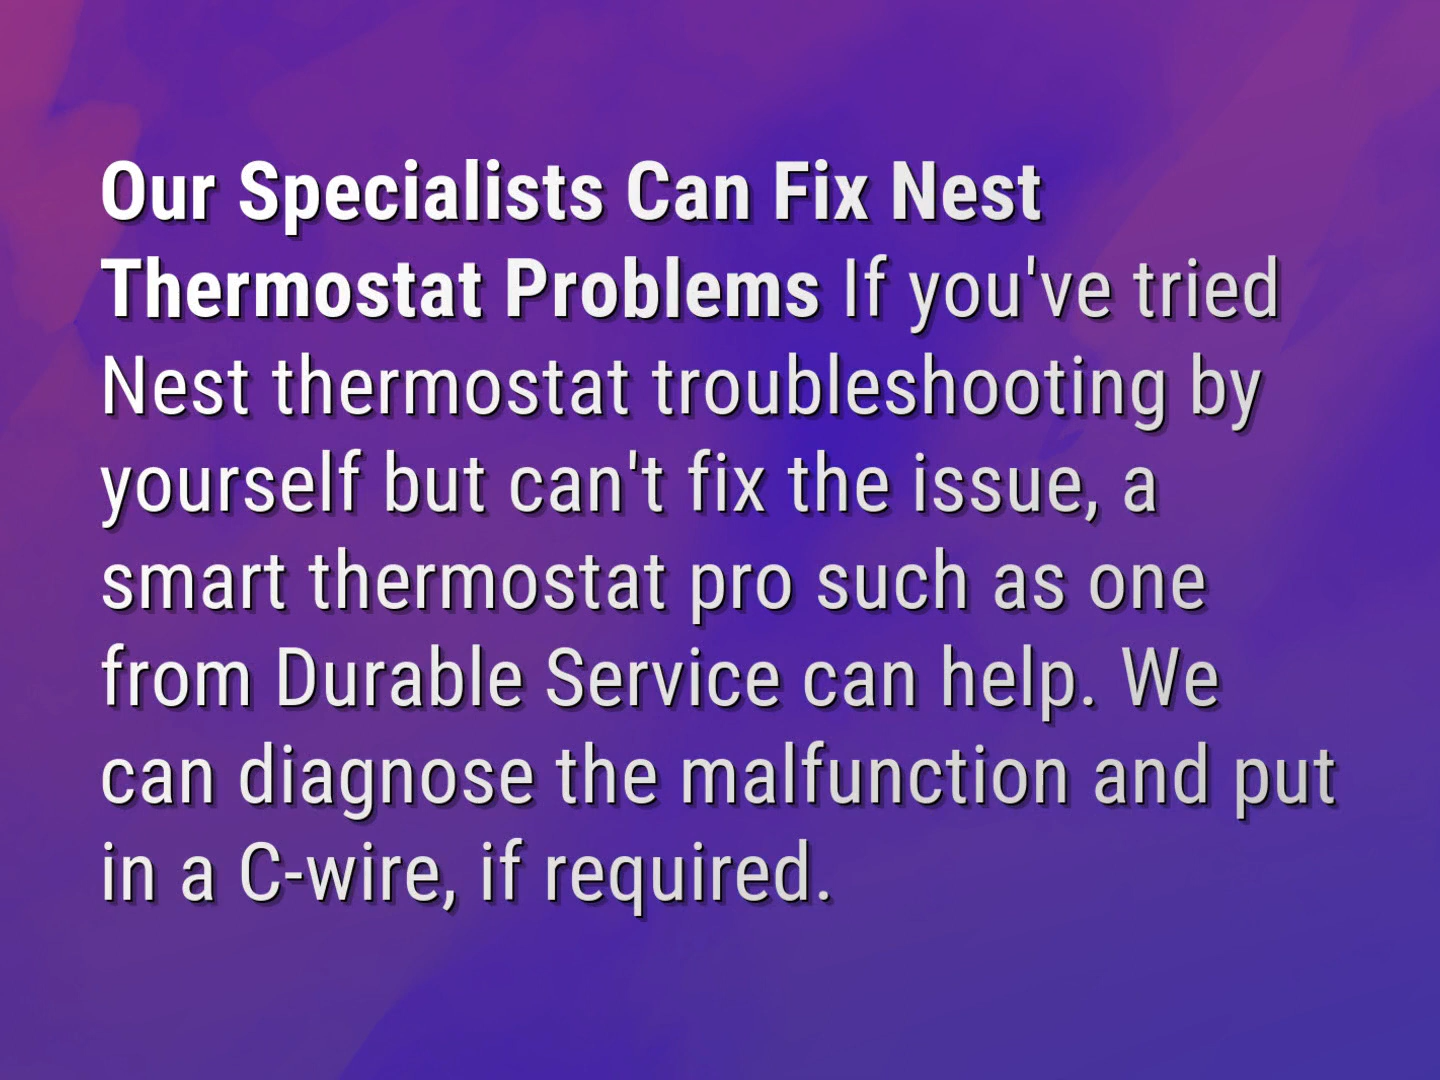 Our Specialists Can Fix Nest
Thermostat Problems If you've tried
Nest thermostat troubleshooting by
yourself but can't fix the issue, a
smart thermostat pro such as one
from Durable Service can help. We
can diagnose the malfunction and put
in a C-wire, if required.